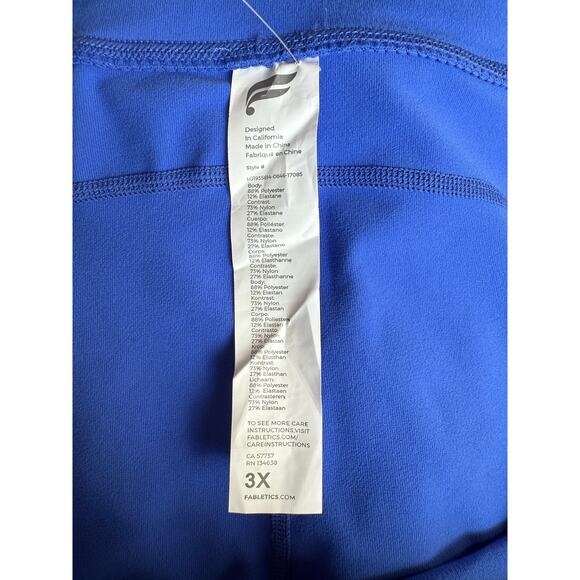 Designed
In California
Made In China
Fabriqué en Chine
Style #
Body:
88% Polyester
12% Elastane
Contrast:
73% Nylon
27% Elastane
Cuerpo:
88% Poliéster
12% Elastano
Contraste:
73% Nylon
27% Elastano
Corps:
88% Polyester
12% Elasthanne
Contraste:
73% Nylon
27% Elasthanne
Body:
88% Polyester
12% Elastan
Kontrast:
73% Nylon
27% Elastan
Corpo:
88% Poliestere
12% Elastan
Contrasto:
73% Nylon
27% Elastan
Krop:
88% Polyester
12% Elasthan
Kontrast:
73% Nylon
27% Elasthan
Lichaam:
88% Polyester
12% Elastaan
Contrasteren:
73% Nylon
27% Elastaan
TO SEE MORE CARE
INSTRUCTIONS,VISIT
FABLETICS.COM/
CAREINSTRUCTIONS
CA 57737
RN 134638
3X
FABLETICS.COM